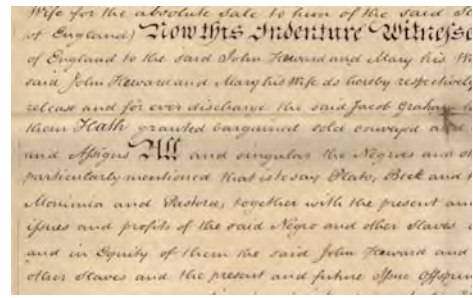 Wife for the absolute Sale to him of the said
of England) Now this Indenture Witnesse
of England to the said John Heward and Mary his W
said John Heward and Mary his Wife do hereby respectively
release and for ever discharge the said Jacob Graham
them Hath granted bargained sold conveyed
and Assigns All and singular the Negroes and o
particularly mentioned that is to say Plato, Beck and
Monimia and Pastora, together with the present an
issues and profits of the said Negro and other Slaves
and in Equity of them the said John Heward and
other Slaves and the present and future Issue Offsprin